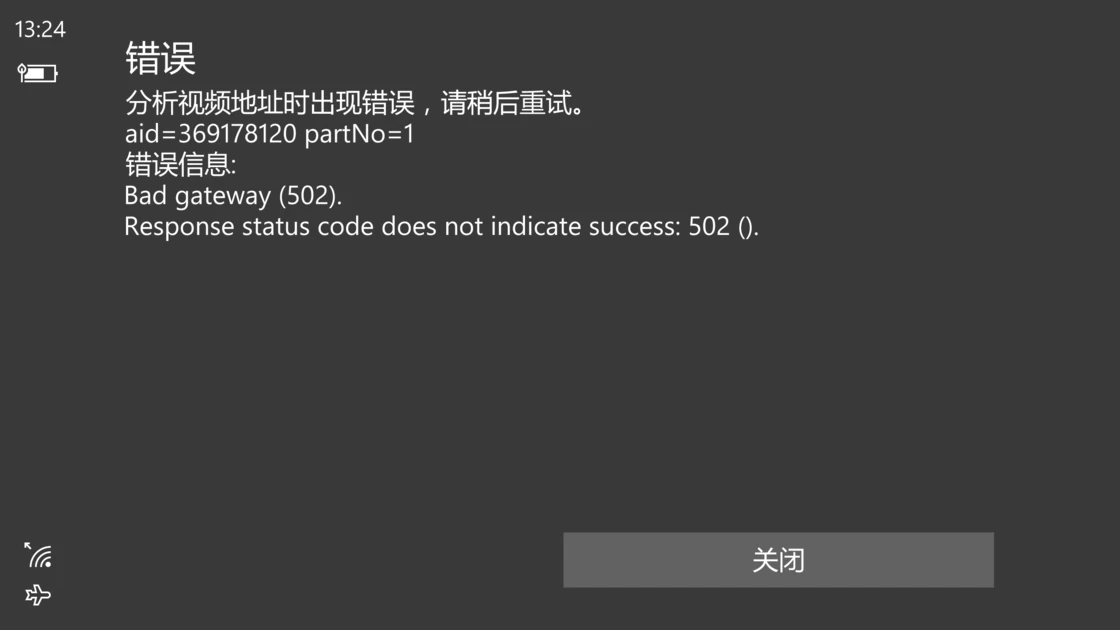 13:24
错误
分析视频地址时出现错误，请稍后重试。
aid=369178120 partNo=1
错误信息:
Bad gateway (502).
Response status code does not indicate success: 502 ().
关闭